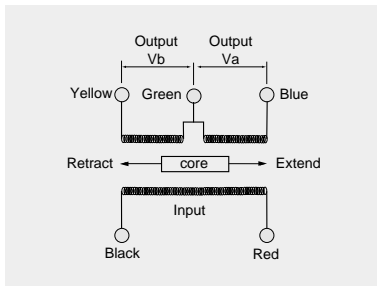 Output Output
Vb Va
Yellow Green Blue
Retract core Extend
Input
Black Red